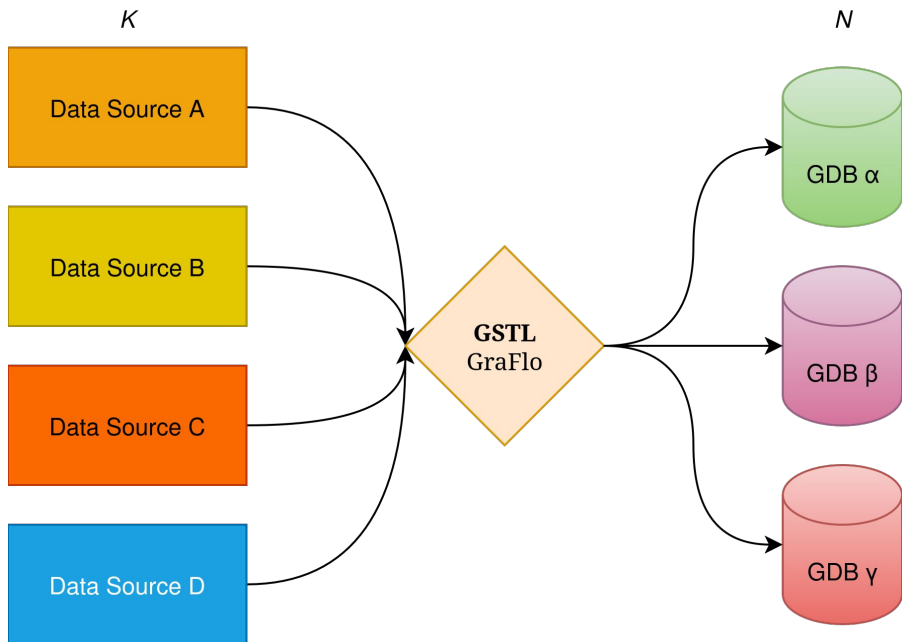 K
N
Data Source A
Data Source B
Data Source C
Data Source D
GSTL
GraFlo
GDB α
GDB β
GDB γ